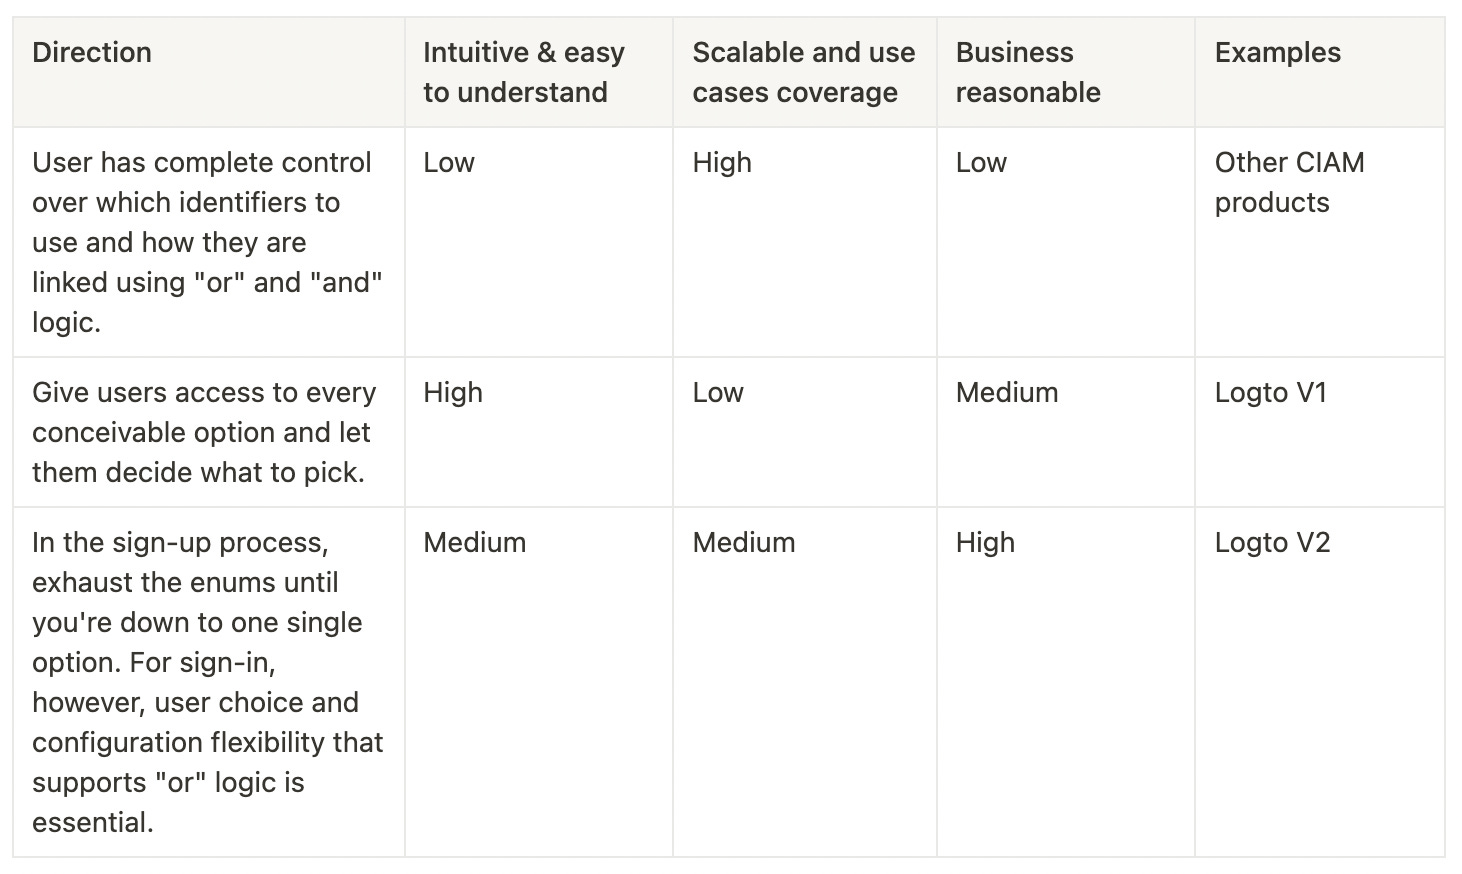 Direction
Intuitive & easy
to understand
Scalable and use
cases coverage
Business
reasonable
Examples
User has complete control
over which identifiers to
use and how they are
linked using "or" and "and"
logic.
Low
High
Low
Other CIAM
products
Give users access to every
conceivable option and let
them decide what to pick.
High
Low
Medium
Logto V1
In the sign-up process,
exhaust the enums until
you're down to one single
option. For sign-in,
however, user choice and
configuration flexibility that
supports "or" logic is
essential.
Medium
Medium
High
Logto V2